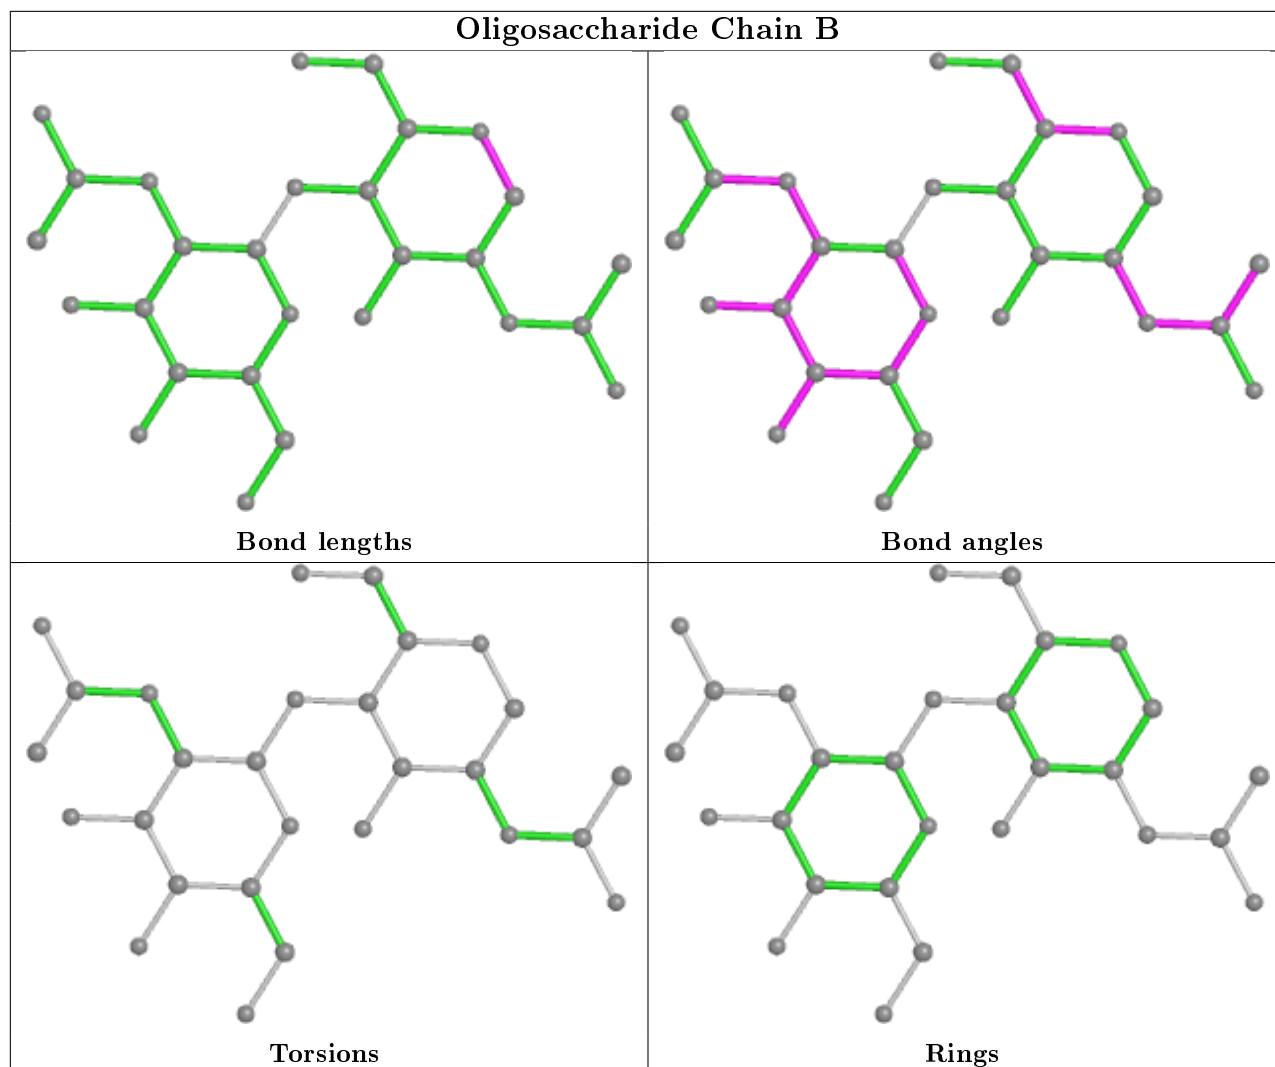 Oligosaccharide Chain B
Bond lengths
Bond angles
Torsions
Rings